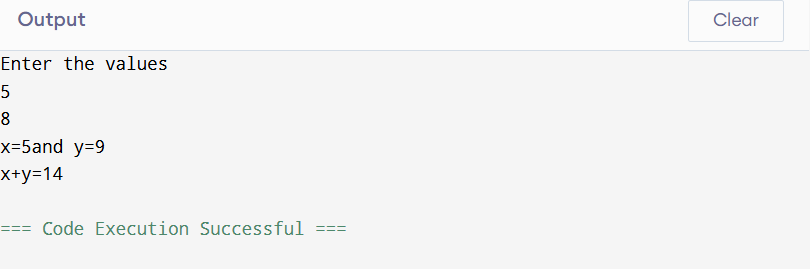 Output
Clear
Enter the values
5
8
x=5and y=9
x+y=14
=== Code Execution Successful ===